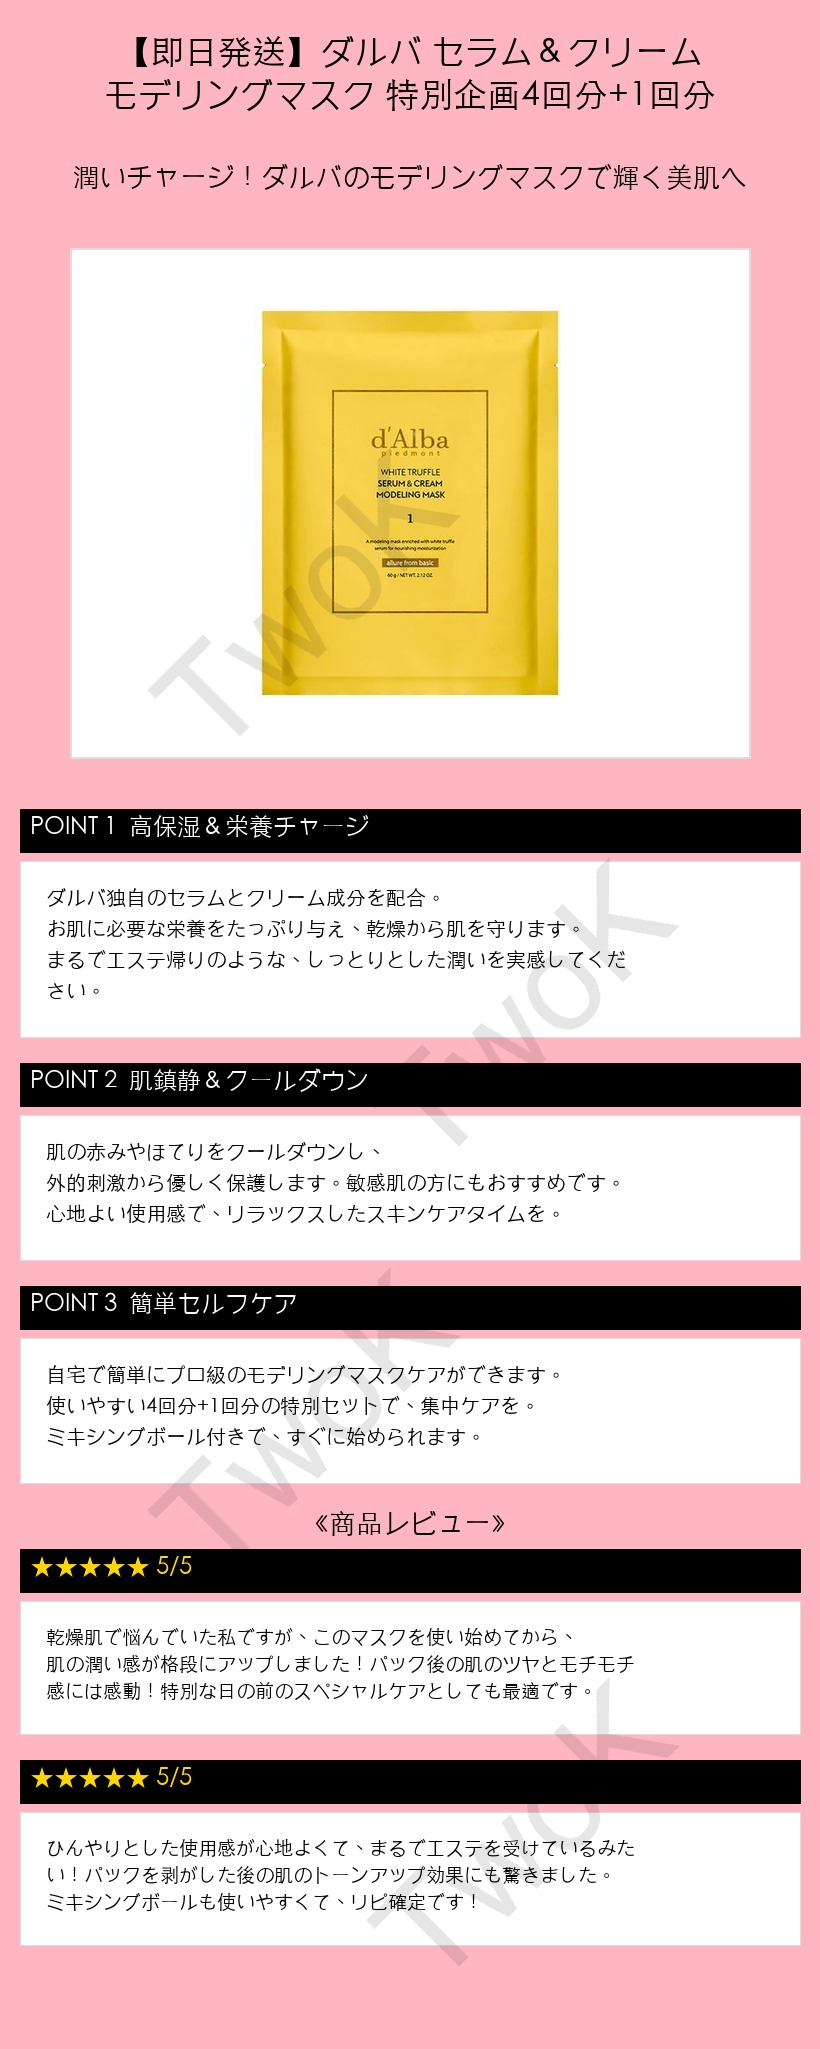 【即日発送】ダルバ セラム＆クリーム
モデリングマスク 特別企画4回分+1回分
潤いチャージ！ダルバのモデリングマスクで輝く美肌へ
d'Alba
piedmont
WHITE TRUFFLE
SERUM & CREAM
MODELING MASK
1
A modeling mask enriched with white truffle
serum for nourishing moisturization
allure from basic
60 g / NET WT. 2.12 OZ.
TwoK
POINT 1 高保湿＆栄養チャージ
ダルバ独自のセラムとクリーム成分を配合。
お肌に必要な栄養をたっぷり与え、乾燥から肌を守ります。
まるでエステ帰りのような、しっとりとした潤いを実感してくだ
さい。
TwoK
POINT 2 肌鎮静＆クールダウン
肌の赤みやほてりをクールダウンし、
外的刺激から優しく保護します。敏感肌の方にもおすすめです。
心地よい使用感で、リラックスしたスキンケアタイムを。
POINT 3 簡単セルフケア
自宅で簡単にプロ級のモデリングマスクケアができます。
使いやすい4回分+1回分の特別セットで、集中ケアを。
ミキシングボール付きで、すぐに始められます。
TwoK
《商品レビュー》
★★★★★ 5/5
乾燥肌で悩んでいた私ですが、このマスクを使い始めてから、
肌の潤い感が格段にアップしました！パック後の肌のツヤとモチモチ
感には感動！特別な日の前のスペシャルケアとしても最適です。
★★★★★ 5/5
ひんやりとした使用感が心地よくて、まるでエステを受けているみた
い！パックを剥がした後の肌のトーンアップ効果にも驚きました。
ミキシングボールも使いやすくて、リピ確定です！
TwoK